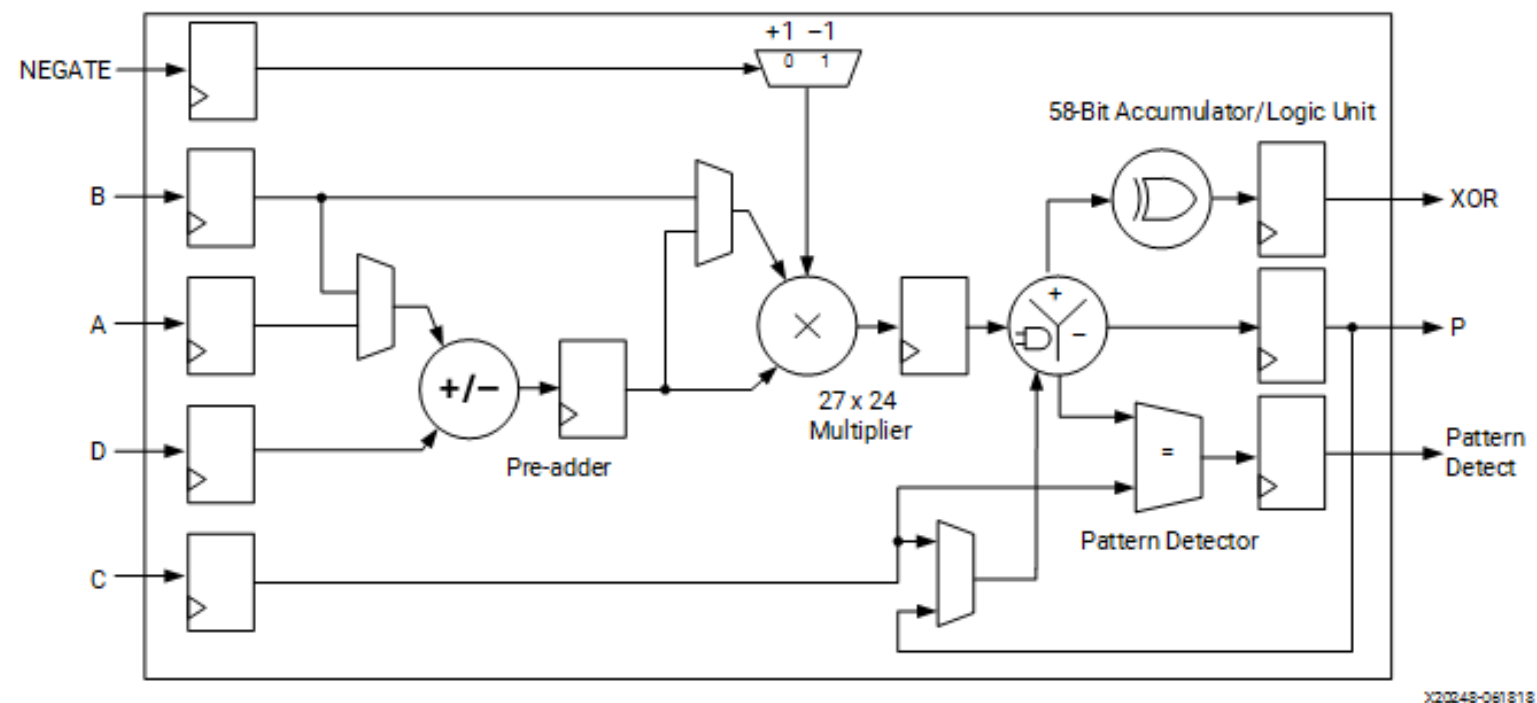 +1 −1
0 1
NEGATE
58-Bit Accumulator/Logic Unit
B
XOR
A
+
−
P
+/−
×
27 x 24
Multiplier
D
Pre-adder
=
Pattern
Detect
Pattern Detector
C
X20248-061818